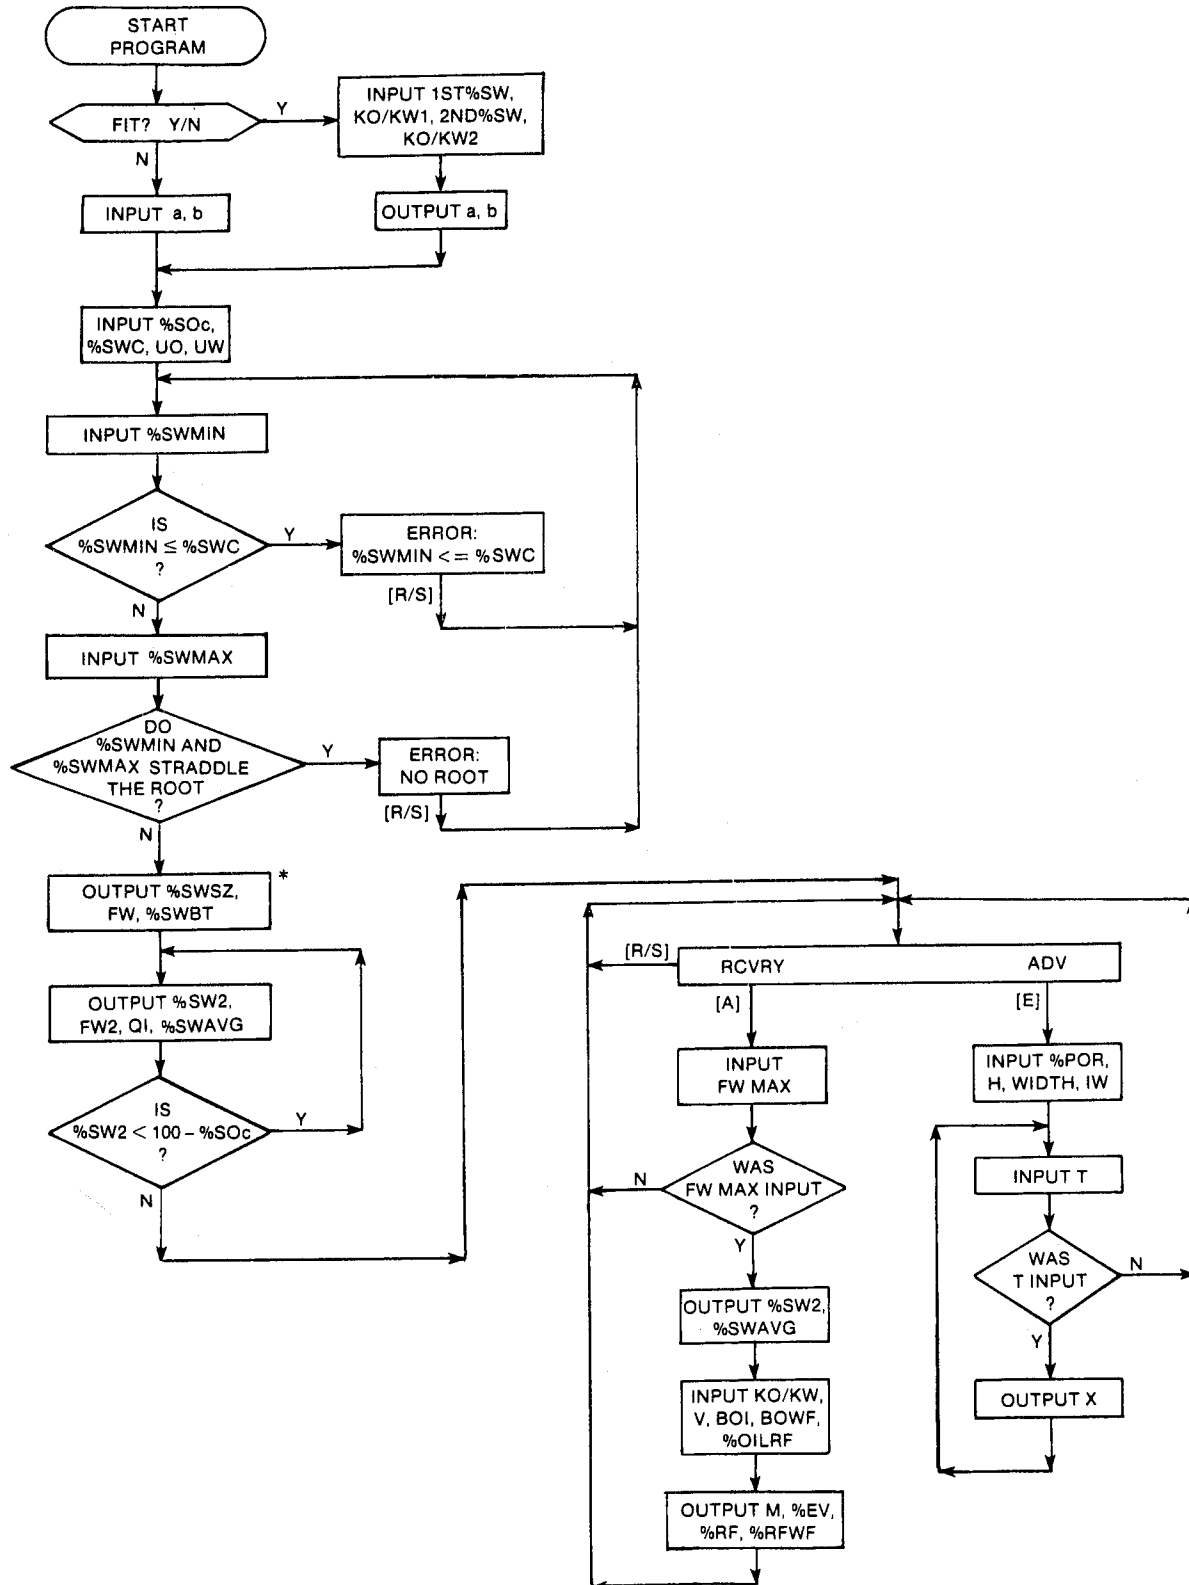 START
PROGRAM
FIT? Y/N
Y
INPUT 1ST%SW,
KO/KW1, 2ND%SW,
KO/KW2
N
INPUT a, b
OUTPUT a, b
INPUT %SOc,
%SWC, UO, UW
INPUT %SWMIN
IS
%SWMIN ≤ %SWC
?
Y
ERROR:
%SWMIN < = %SWC
[R/S]
N
INPUT %SWMAX
DO
%SWMIN AND
%SWMAX STRADDLE
THE ROOT
?
Y
ERROR:
NO ROOT
[R/S]
N
OUTPUT %SWSZ,
FW, %SWBT
*
OUTPUT %SW2,
FW2, QI, %SWAVG
IS
%SW2 < 100 – %SOc
?
Y
N
[R/S]
RCVRY ADV
[A]
[E]
INPUT
FW MAX
WAS
FW MAX INPUT
?
N
Y
OUTPUT %SW2,
%SWAVG
INPUT KO/KW,
V, BOI, BOWF,
%OILRF
OUTPUT M, %EV,
%RF, %RFWF
INPUT %POR,
H, WIDTH, IW
INPUT T
WAS
T INPUT
?
N
Y
OUTPUT X